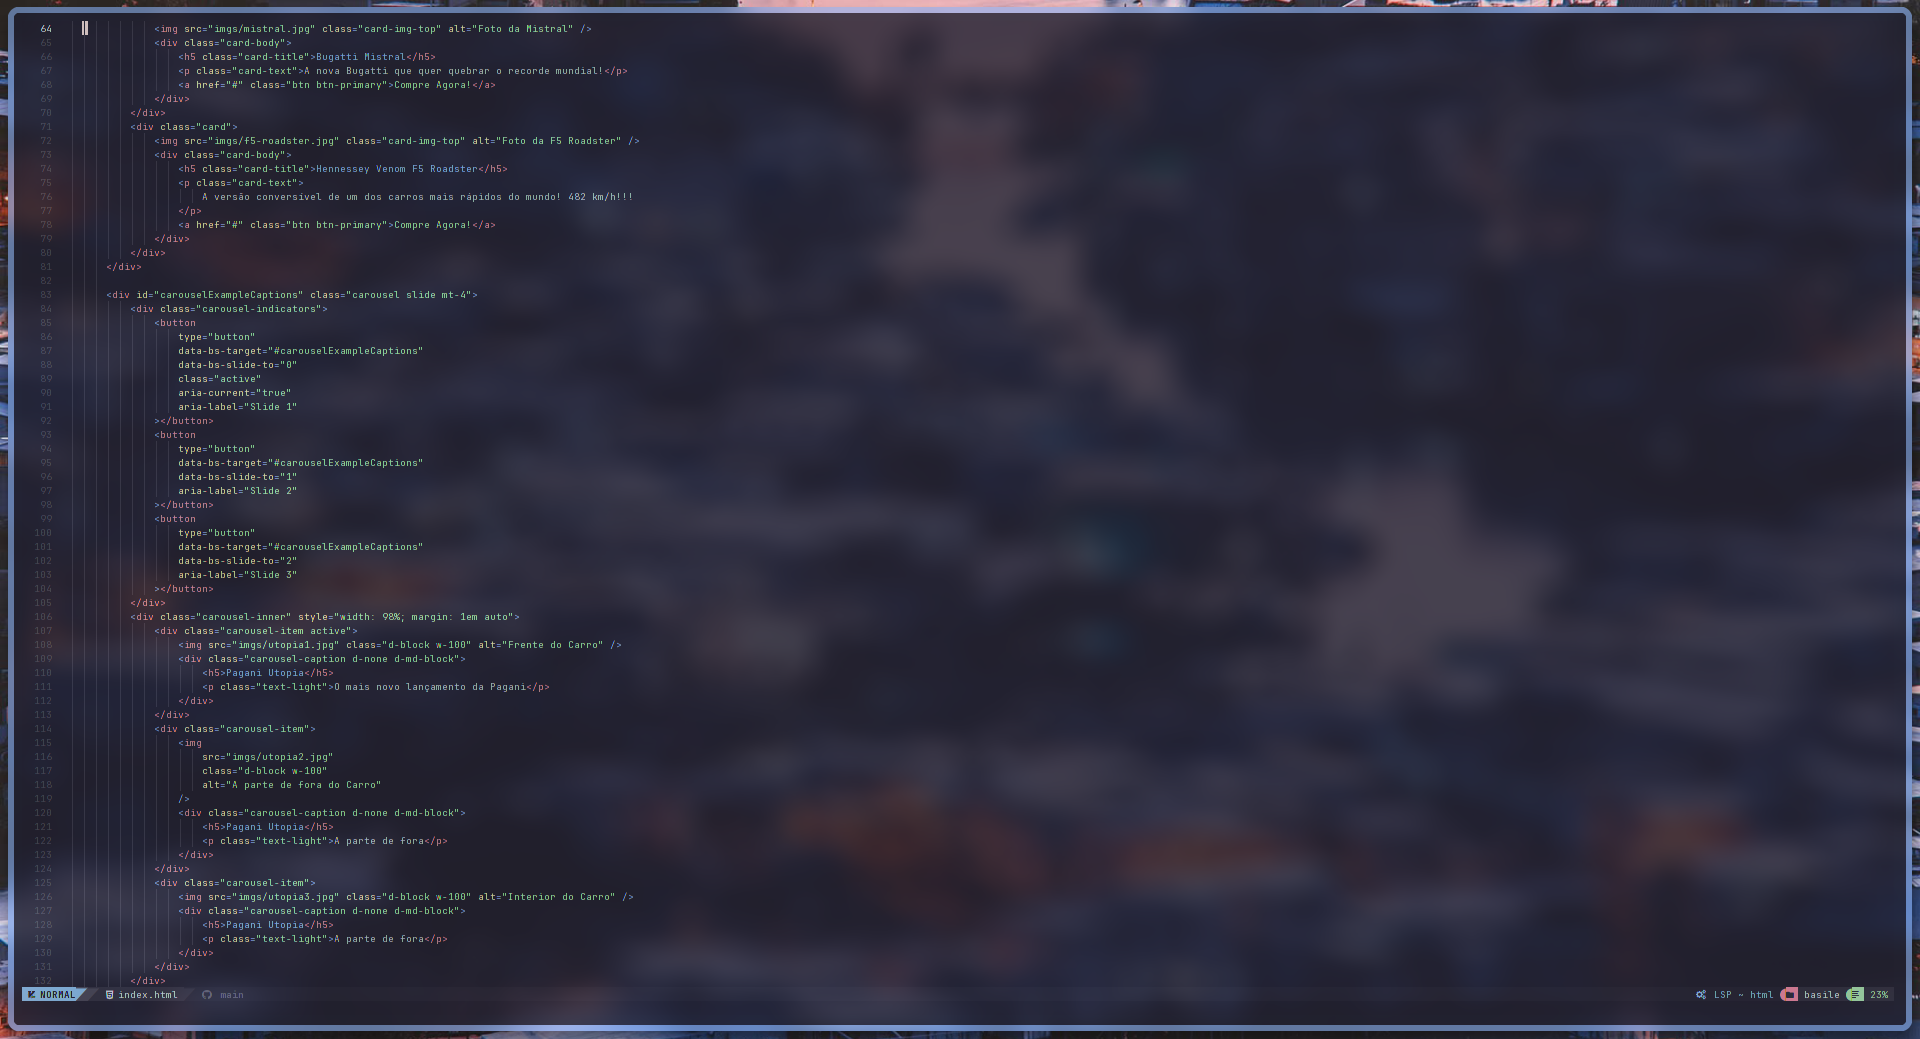 64 <img src="imgs/mistral.jpg" class="card-img-top" alt="Foto da Mistral" />
65 <div class="card-body">
66 <h5 class="card-title">Bugatti Mistral</h5>
67 <p class="card-text">A nova Bugatti que quer quebrar o recorde mundial!</p>
68 <a href="#" class="btn btn-primary">Compre Agora!</a>
69 </div>
70 </div>
71 <div class="card">
72 <img src="imgs/f5-roadster.jpg" class="card-img-top" alt="Foto da F5 Roadster" />
73 <div class="card-body">
74 <h5 class="card-title">Hennessey Venom F5 Roadster</h5>
75 <p class="card-text">
76 A versão conversível de um dos carros mais rápidos do mundo! 482 km/h!!!
77 </p>
78 <a href="#" class="btn btn-primary">Compre Agora!</a>
79 </div>
80 </div>
81 </div>
82
83 <div id="carouselExampleCaptions" class="carousel slide mt-4">
84 <div class="carousel-indicators">
85 <button
86 type="button"
87 data-bs-target="#carouselExampleCaptions"
88 data-bs-slide-to="0"
89 class="active"
90 aria-current="true"
91 aria-label="Slide 1"
92 ></button>
93 <button
94 type="button"
95 data-bs-target="#carouselExampleCaptions"
96 data-bs-slide-to="1"
97 aria-label="Slide 2"
98 ></button>
99 <button
100 type="button"
101 data-bs-target="#carouselExampleCaptions"
102 data-bs-slide-to="2"
103 aria-label="Slide 3"
104 ></button>
105 </div>
106 <div class="carousel-inner" style="width: 98%; margin: 1em auto">
107 <div class="carousel-item active">
108 <img src="imgs/utopia1.jpg" class="d-block w-100" alt="Frente do Carro" />
109 <div class="carousel-caption d-none d-md-block">
110 <h5>Pagani Utopia</h5>
111 <p class="text-light">O mais novo lançamento da Pagani</p>
112 </div>
113 </div>
114 <div class="carousel-item">
115 <img
116 src="imgs/utopia2.jpg"
117 class="d-block w-100"
118 alt="A parte de fora do Carro"
119 />
120 <div class="carousel-caption d-none d-md-block">
121 <h5>Pagani Utopia</h5>
122 <p class="text-light">A parte de fora</p>
123 </div>
124 </div>
125 <div class="carousel-item">
126 <img src="imgs/utopia3.jpg" class="d-block w-100" alt="Interior do Carro" />
127 <div class="carousel-caption d-none d-md-block">
128 <h5>Pagani Utopia</h5>
129 <p class="text-light">A parte de fora</p>
130 </div>
131 </div>
132 </div>
NORMAL index.html main LSP ~ html basile 23%